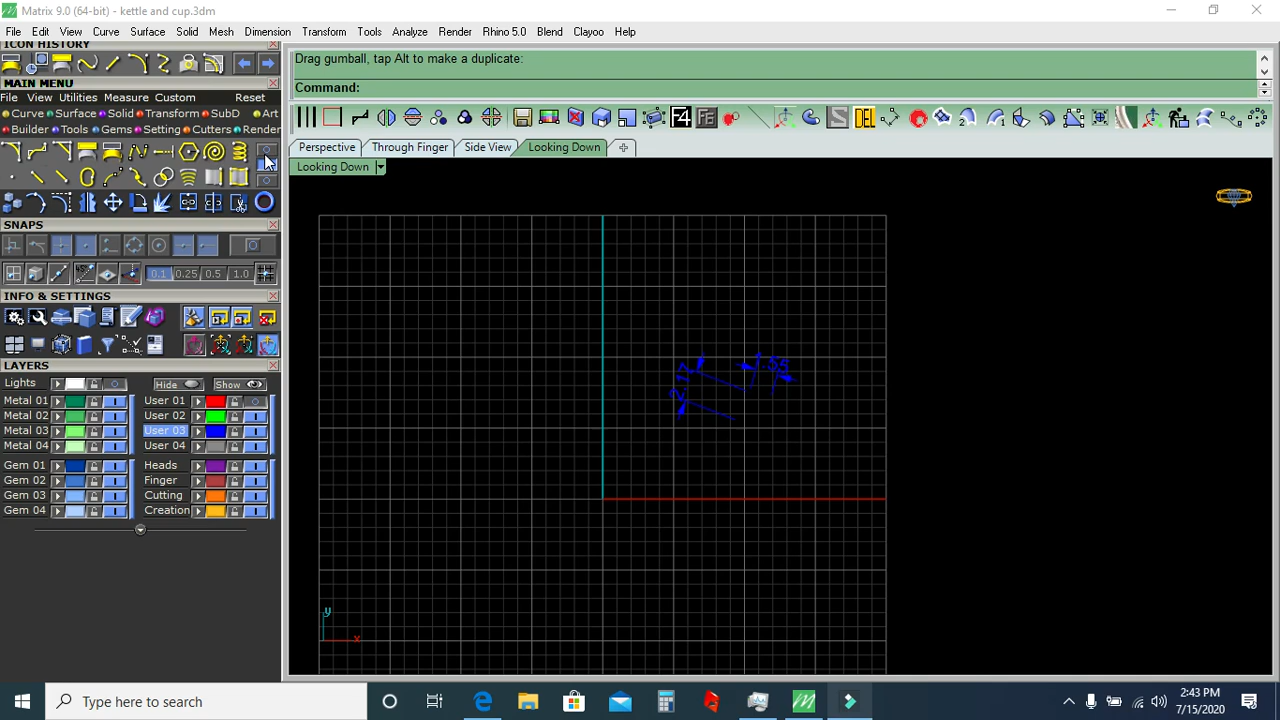 Matrix 9.0 (64-bit) - kettle and cup.3dm
File Edit View Curve Surface Solid Mesh Dimension Transform Tools Analyze Render Rhino 5.0 Blend Clayoo Help
ICON HISTORY
Drag gumball, tap Alt to make a duplicate:
Command:
MAIN MENU
File View Utilities Measure Custom Reset
Curve Surface Solid Transform SubD Art
Builder Tools Gems Setting Cutters Render
F4 F6 DEL
Perspective Through Finger Side View Looking Down
Looking Down
SNAPS
0.1 0.25 0.5 1.0
INFO & SETTINGS
LAYERS
Lights Hide Show
Metal 01 User 01
Metal 02 User 02
Metal 03 User 03
Metal 04 User 04
Gem 01 Heads
Gem 02 Finger
Gem 03 Cutting
Gem 04 Creation
1.55
y
x
Type here to search
2:43 PM
7/15/2020